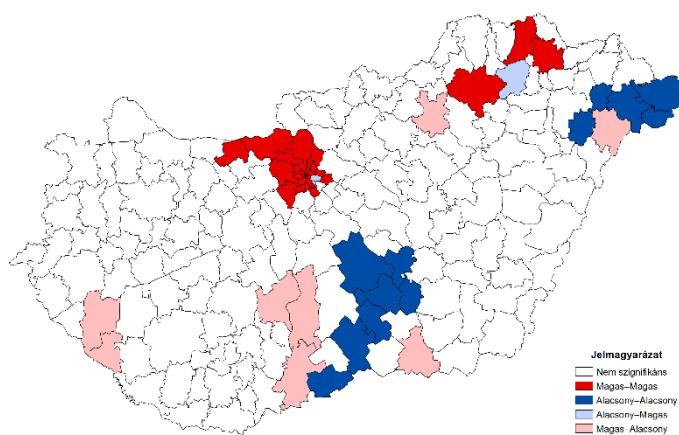 Jelmagyarázat
Nem szignifikáns
Magas–Magas
Alacsony–Alacsony
Alacsony–Magas
Magas–Alacsony